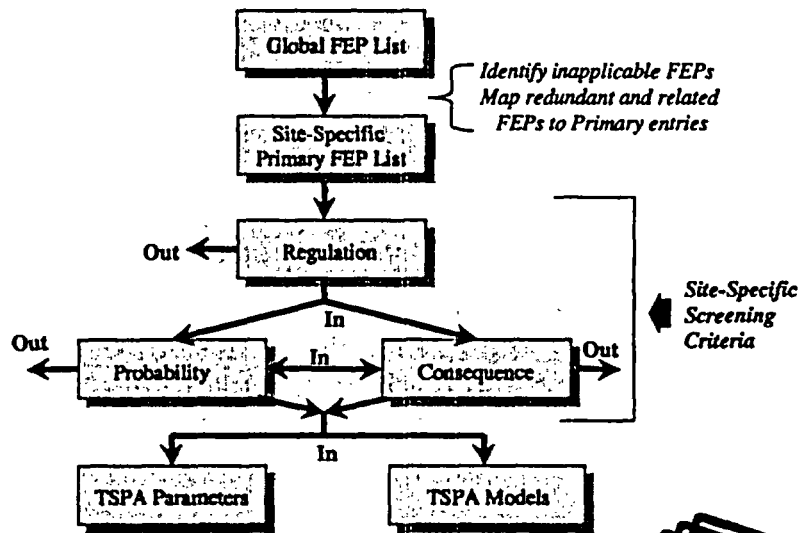 Global FEP List
Identify inapplicable FEPs
Map redundant and related
FEPs to Primary entries
Site-Specific
Primary FEP List
Out
Regulation
In
Site-Specific
Screening
Criteria
Out
Probability
In
Consequence
Out
In
TSPA Parameters
TSPA Models